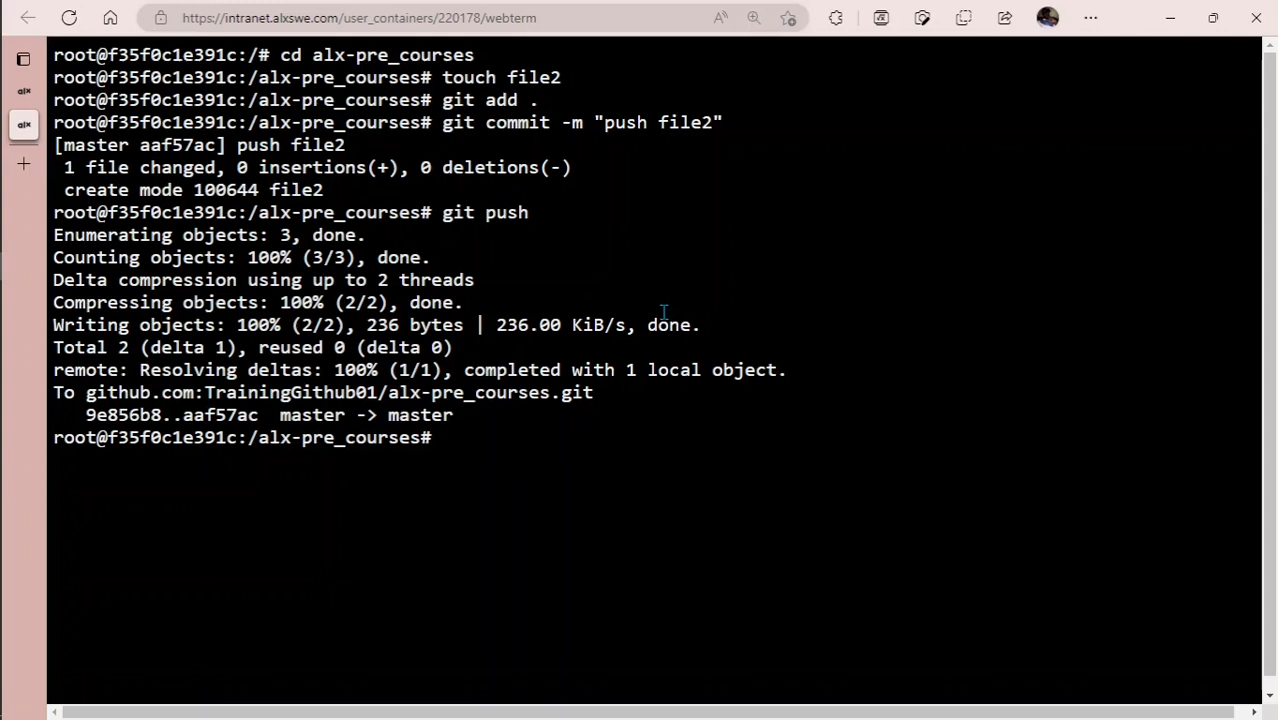 https://intranet.alxswe.com/user_containers/220178/webterm
alx
alx
root@f35f0c1e391c:/# cd alx-pre_courses
root@f35f0c1e391c:/alx-pre_courses# touch file2
root@f35f0c1e391c:/alx-pre_courses# git add .
root@f35f0c1e391c:/alx-pre_courses# git commit -m "push file2"
[master aaf57ac] push file2
 1 file changed, 0 insertions(+), 0 deletions(-)
 create mode 100644 file2
root@f35f0c1e391c:/alx-pre_courses# git push
Enumerating objects: 3, done.
Counting objects: 100% (3/3), done.
Delta compression using up to 2 threads
Compressing objects: 100% (2/2), done.
Writing objects: 100% (2/2), 236 bytes | 236.00 KiB/s, done.
Total 2 (delta 1), reused 0 (delta 0)
remote: Resolving deltas: 100% (1/1), completed with 1 local object.
To github.com:TrainingGithub01/alx-pre_courses.git
   9e856b8..aaf57ac  master -> master
root@f35f0c1e391c:/alx-pre_courses#